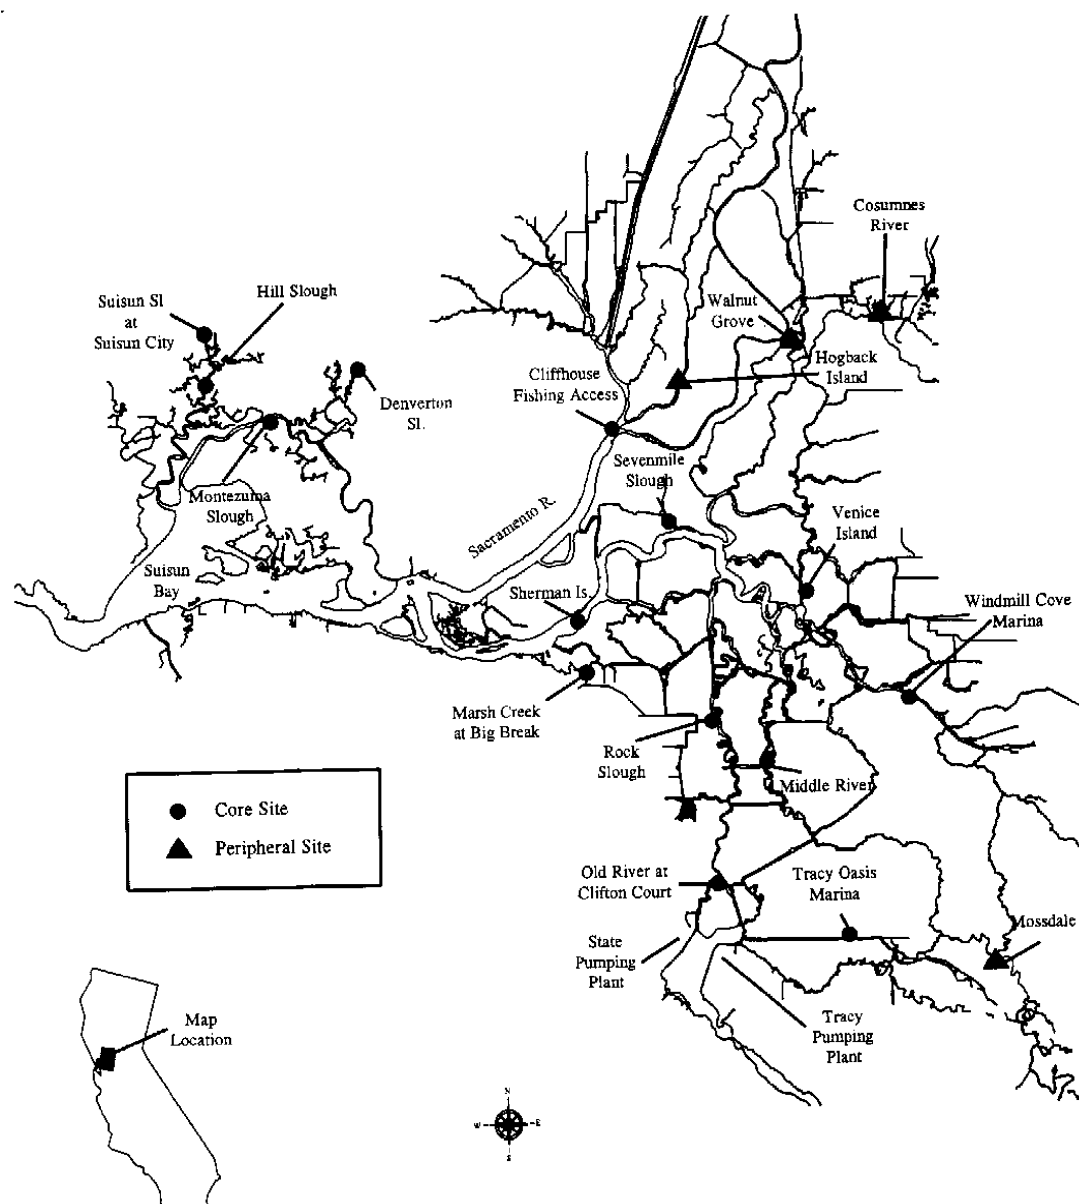 Cosumnes
River
Suisun Sl
at
Suisun City
Hill Slough
Walnut
Grove
Hogback
Island
Cliffhouse
Fishing Access
Denverton
Sl.
Sevenmile
Slough
Montezuma
Slough
Sacramento R.
Venice
Island
Suisun
Bay
Sherman Is.
Windmill Cove
Marina
Marsh Creek
at Big Break
Rock
Slough
Middle River
Core Site
Peripheral Site
Old River at
Clifton Court
Tracy Oasis
Marina
Mossdale
State
Pumping
Plant
Tracy
Pumping
Plant
Map
Location
N
W
E
S